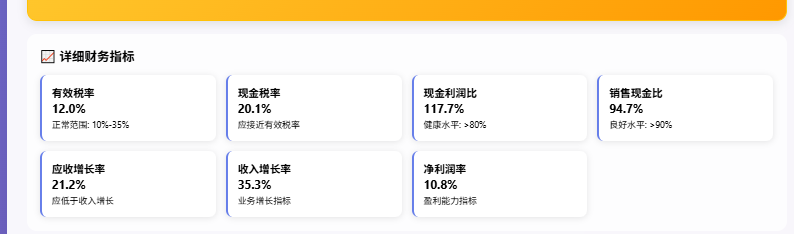 📈 详细财务指标
有效税率
12.0%
正常范围: 10%-35%
现金税率
20.1%
应接近有效税率
现金利润比
117.7%
健康水平: >80%
销售现金比
94.7%
良好水平: >90%
应收增长率
21.2%
应低于收入增长
收入增长率
35.3%
业务增长指标
净利润率
10.8%
盈利能力指标